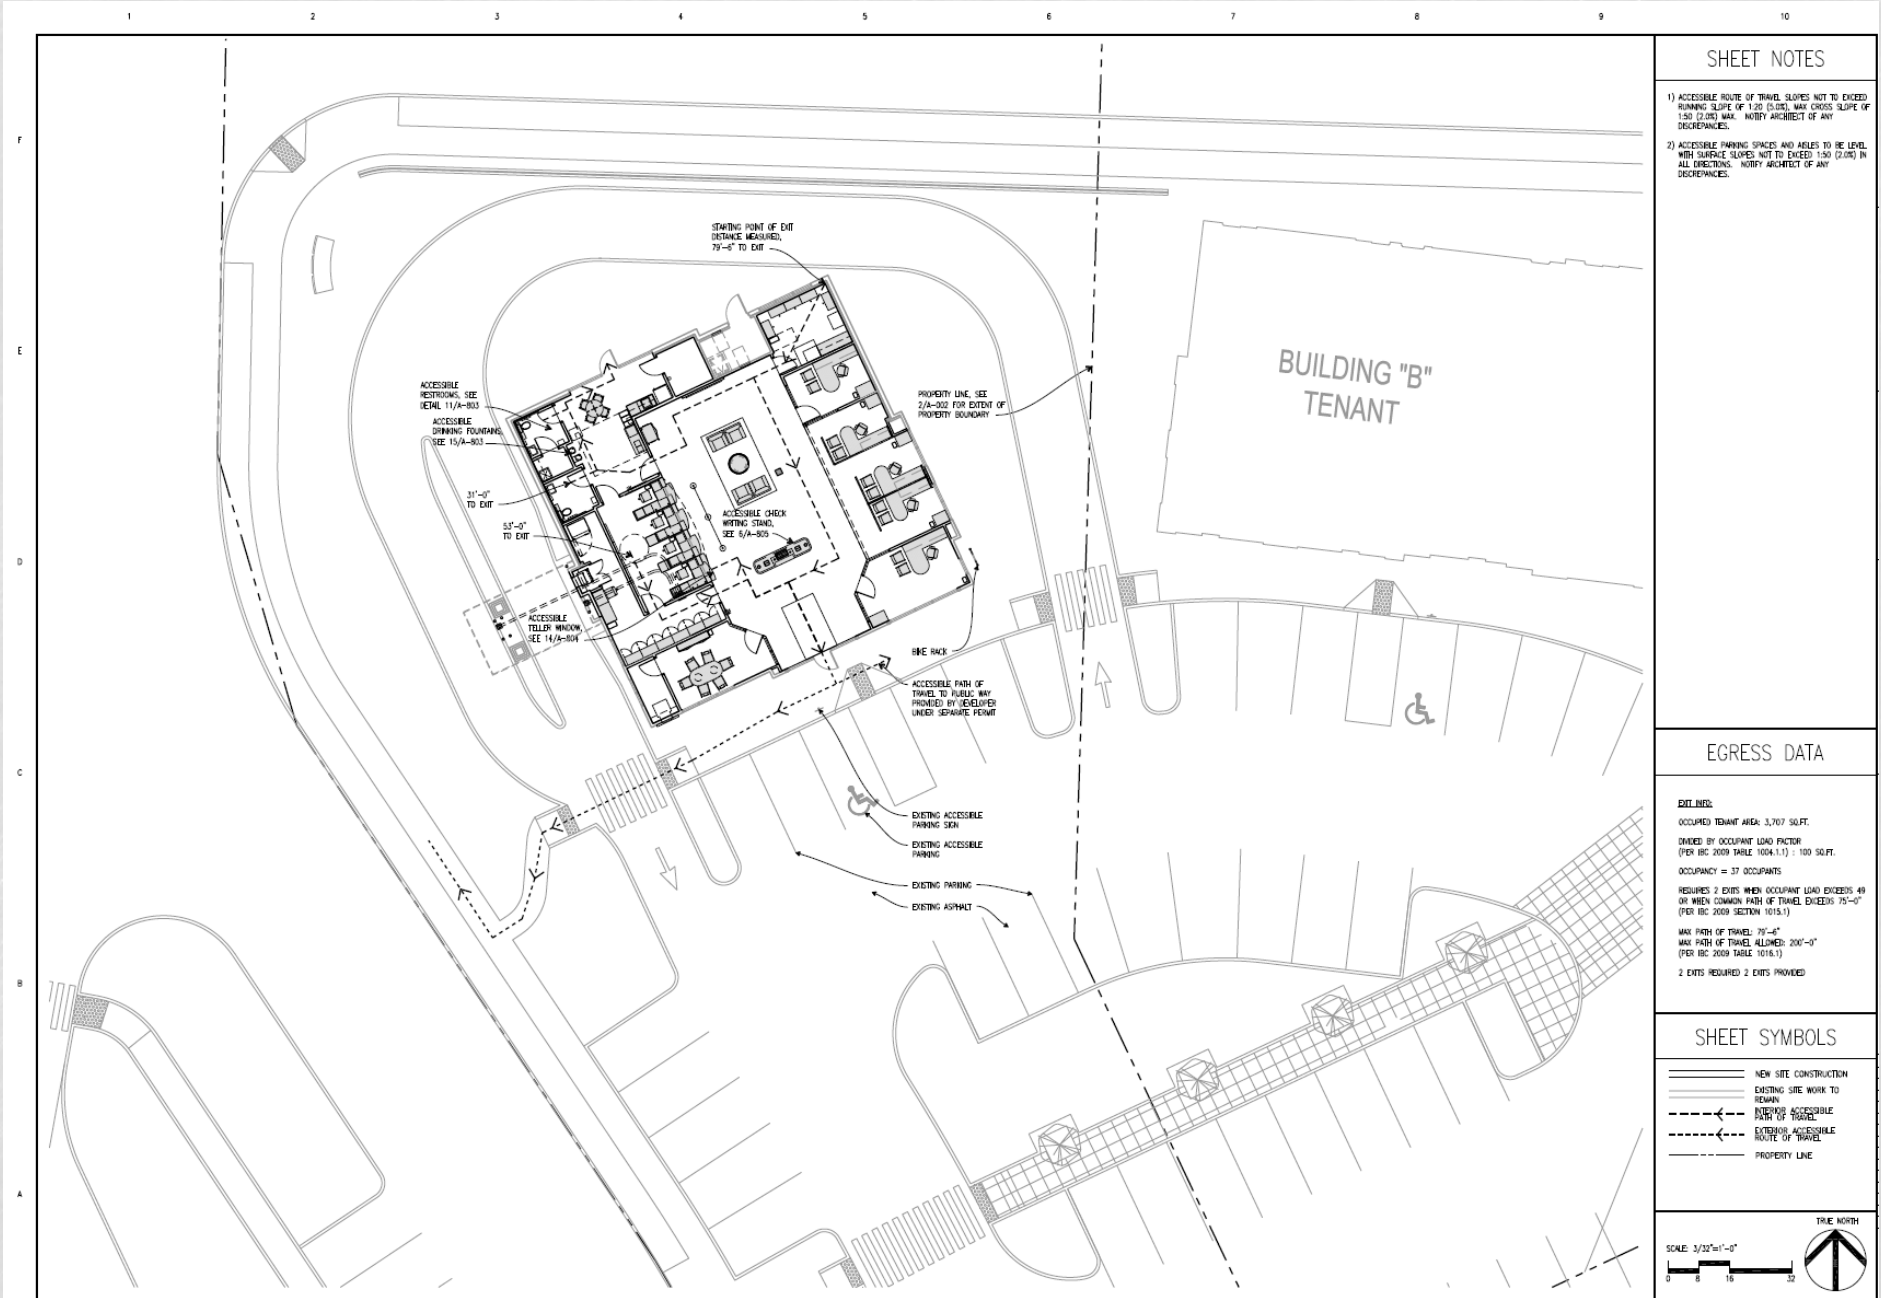 1 2 3 4 5 6 7 8 9 10
F
E
D
C
B
A
STARTING POINT OF EXIT
DISTANCE MEASURED,
79'-6" TO EXIT
ACCESSIBLE
RESTROOMS, SEE
DETAIL 11/A-803
ACCESSIBLE
DRINKING FOUNTAINS,
SEE 15/A-803
31'-0"
TO EXIT
53'-0"
TO EXIT
ACCESSIBLE
TELLER WINDOW,
SEE 14/A-804
ACCESSIBLE CHECK
WRITING STAND,
SEE 6/A-805
PROPERTY LINE, SEE
2/A-002 FOR EXTENT OF
PROPERTY BOUNDARY
BUILDING "B"
TENANT
BIKE RACK
ACCESSIBLE PATH OF
TRAVEL TO PUBLIC WAY
PROVIDED BY DEVELOPER
UNDER SEPARATE PERMIT
EXISTING ACCESSIBLE
PARKING SIGN
EXISTING ACCESSIBLE
PARKING
EXISTING PARKING
EXISTING ASPHALT
SHEET NOTES
1) ACCESSIBLE ROUTE OF TRAVEL SLOPES NOT TO EXCEED
RUNNING SLOPE OF 1:20 (5.0%), MAX CROSS SLOPE OF
1:50 (2.0%) MAX. NOTIFY ARCHITECT OF ANY
DISCREPANCIES.
2) ACCESSIBLE PARKING SPACES AND AISLES TO BE LEVEL
WITH SURFACE SLOPES NOT TO EXCEED 1:50 (2.0%) IN
ALL DIRECTIONS. NOTIFY ARCHITECT OF ANY
DISCREPANCIES.
EGRESS DATA
EXIT INFO:
OCCUPIED TENANT AREA: 3,707 SQ.FT.
DIVIDED BY OCCUPANT LOAD FACTOR
(PER IBC 2009 TABLE 1004.1.1) : 100 SQ.FT.
OCCUPANCY = 37 OCCUPANTS
REQUIRES 2 EXITS WHEN OCCUPANT LOAD EXCEEDS 49
OR WHEN COMMON PATH OF TRAVEL EXCEEDS 75'-0"
(PER IBC 2009 SECTION 1015.1)
MAX PATH OF TRAVEL: 79'-6"
MAX PATH OF TRAVEL ALLOWED: 200'-0"
(PER IBC 2009 TABLE 1016.1)
2 EXITS REQUIRED 2 EXITS PROVIDED
SHEET SYMBOLS
NEW SITE CONSTRUCTION
EXISTING SITE WORK TO
REMAIN
INTERIOR ACCESSIBLE
PATH OF TRAVEL
EXTERIOR ACCESSIBLE
ROUTE OF TRAVEL
PROPERTY LINE
TRUE NORTH
SCALE: 3/32"=1'-0"
0 8 16 32